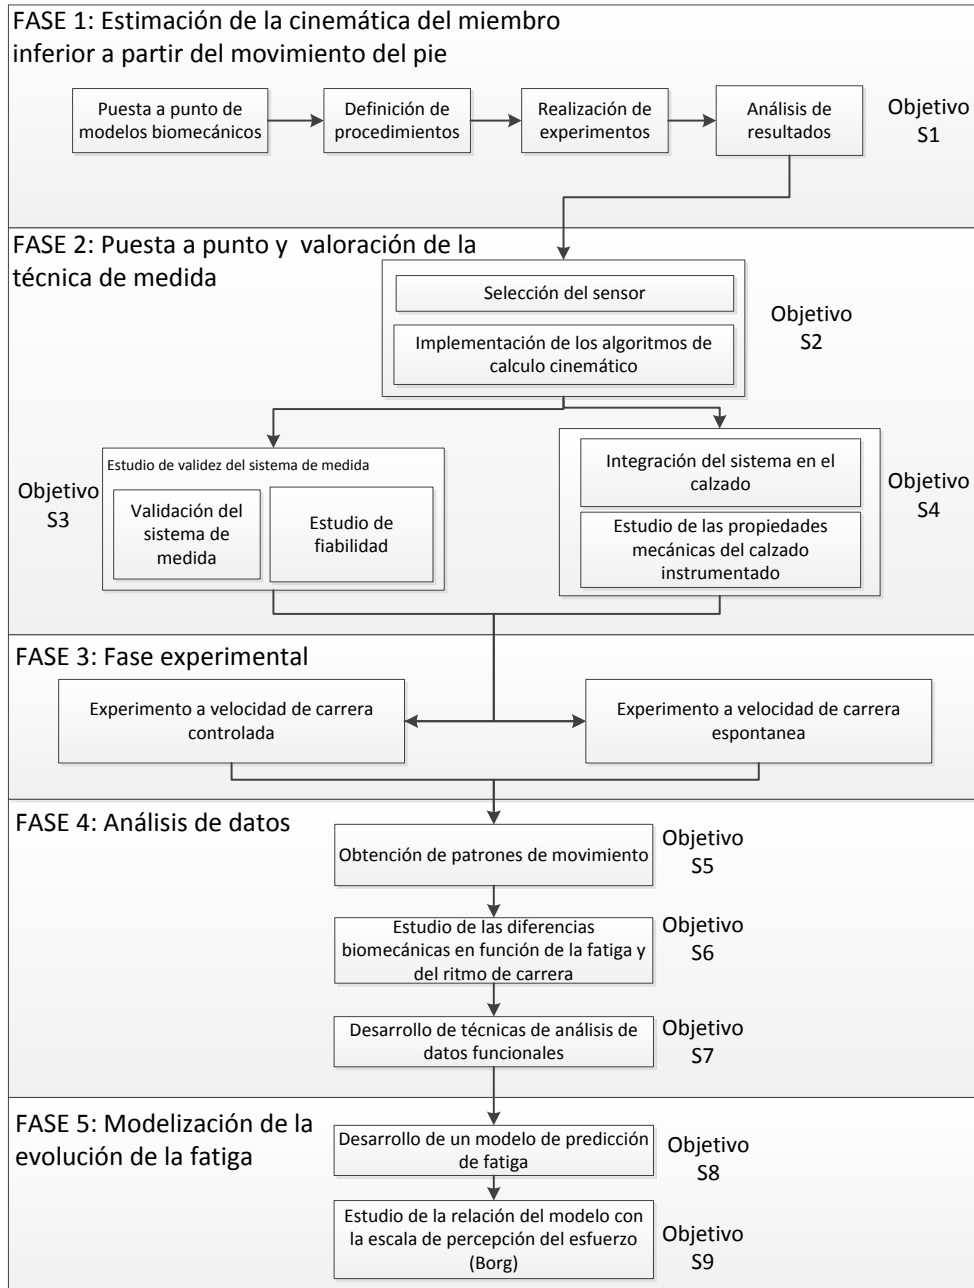 FASE 1: Estimación de la cinemática del miembro
inferior a partir del movimiento del pie
Puesta a punto de
modelos biomecánicos
Definición de
procedimientos
Realización de
experimentos
Análisis de
resultados
Objetivo
S1
FASE 2: Puesta a punto y valoración de la
técnica de medida
Selección del sensor
Implementación de los algoritmos de
calculo cinemático
Objetivo
S2
Objetivo
S3
Estudio de validez del sistema de medida
Validación del
sistema de
medida
Estudio de
fiabilidad
Integración del sistema en el
calzado
Estudio de las propiedades
mecánicas del calzado
instrumentado
Objetivo
S4
FASE 3: Fase experimental
Experimento a velocidad de carrera
controlada
Experimento a velocidad de carrera
espontanea
FASE 4: Análisis de datos
Obtención de patrones de movimiento
Objetivo
S5
Estudio de las diferencias
biomecánicas en función de la fatiga y
del ritmo de carrera
Objetivo
S6
Desarrollo de técnicas de análisis de
datos funcionales
Objetivo
S7
FASE 5: Modelización de la
evolución de la fatiga
Desarrollo de un modelo de predicción
de fatiga
Objetivo
S8
Estudio de la relación del modelo con
la escala de percepción del esfuerzo
(Borg)
Objetivo
S9